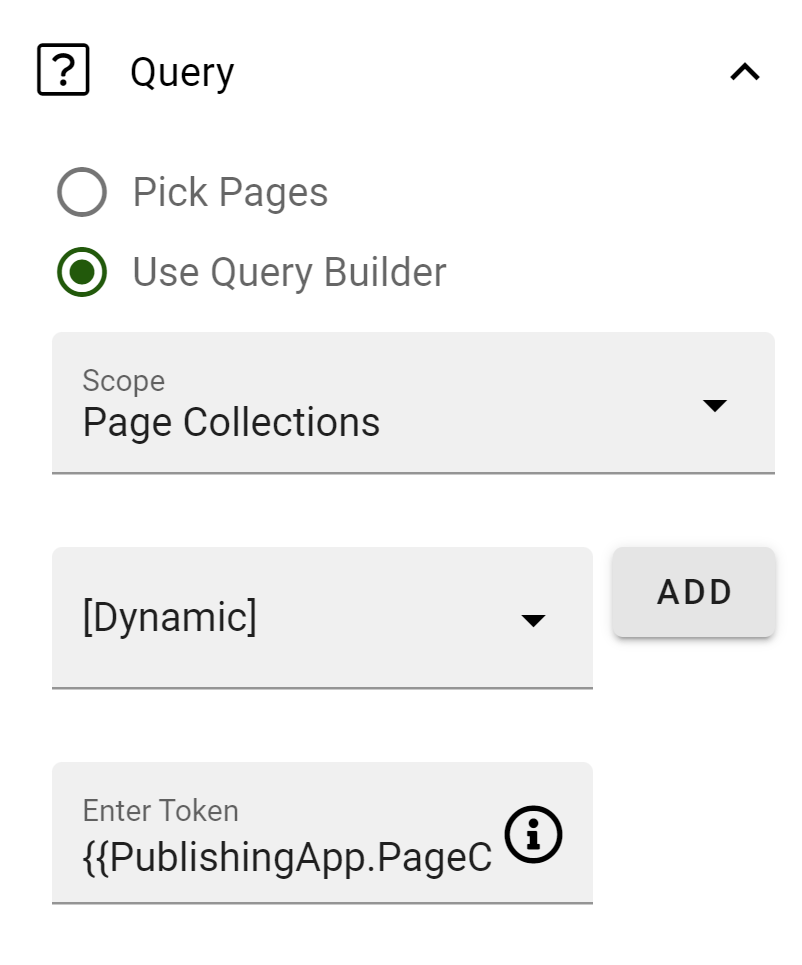 Query
Pick Pages
Use Query Builder
Scope
Page Collections
[Dynamic]
ADD
Enter Token
{{PublishingApp.PageC